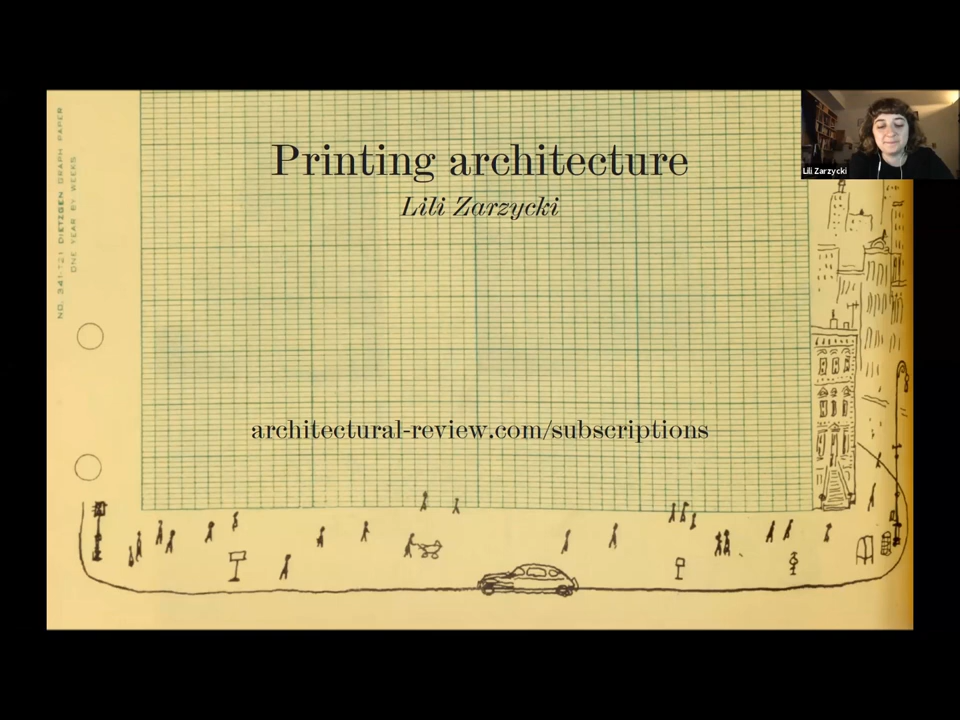 Printing architecture
Lili Zarzycki
Lili Zarzycki
architectural-review.com/subscriptions
NO. 341-121 DIETZGEN GRAPH PAPER
ONE YEAR BY WEEKS